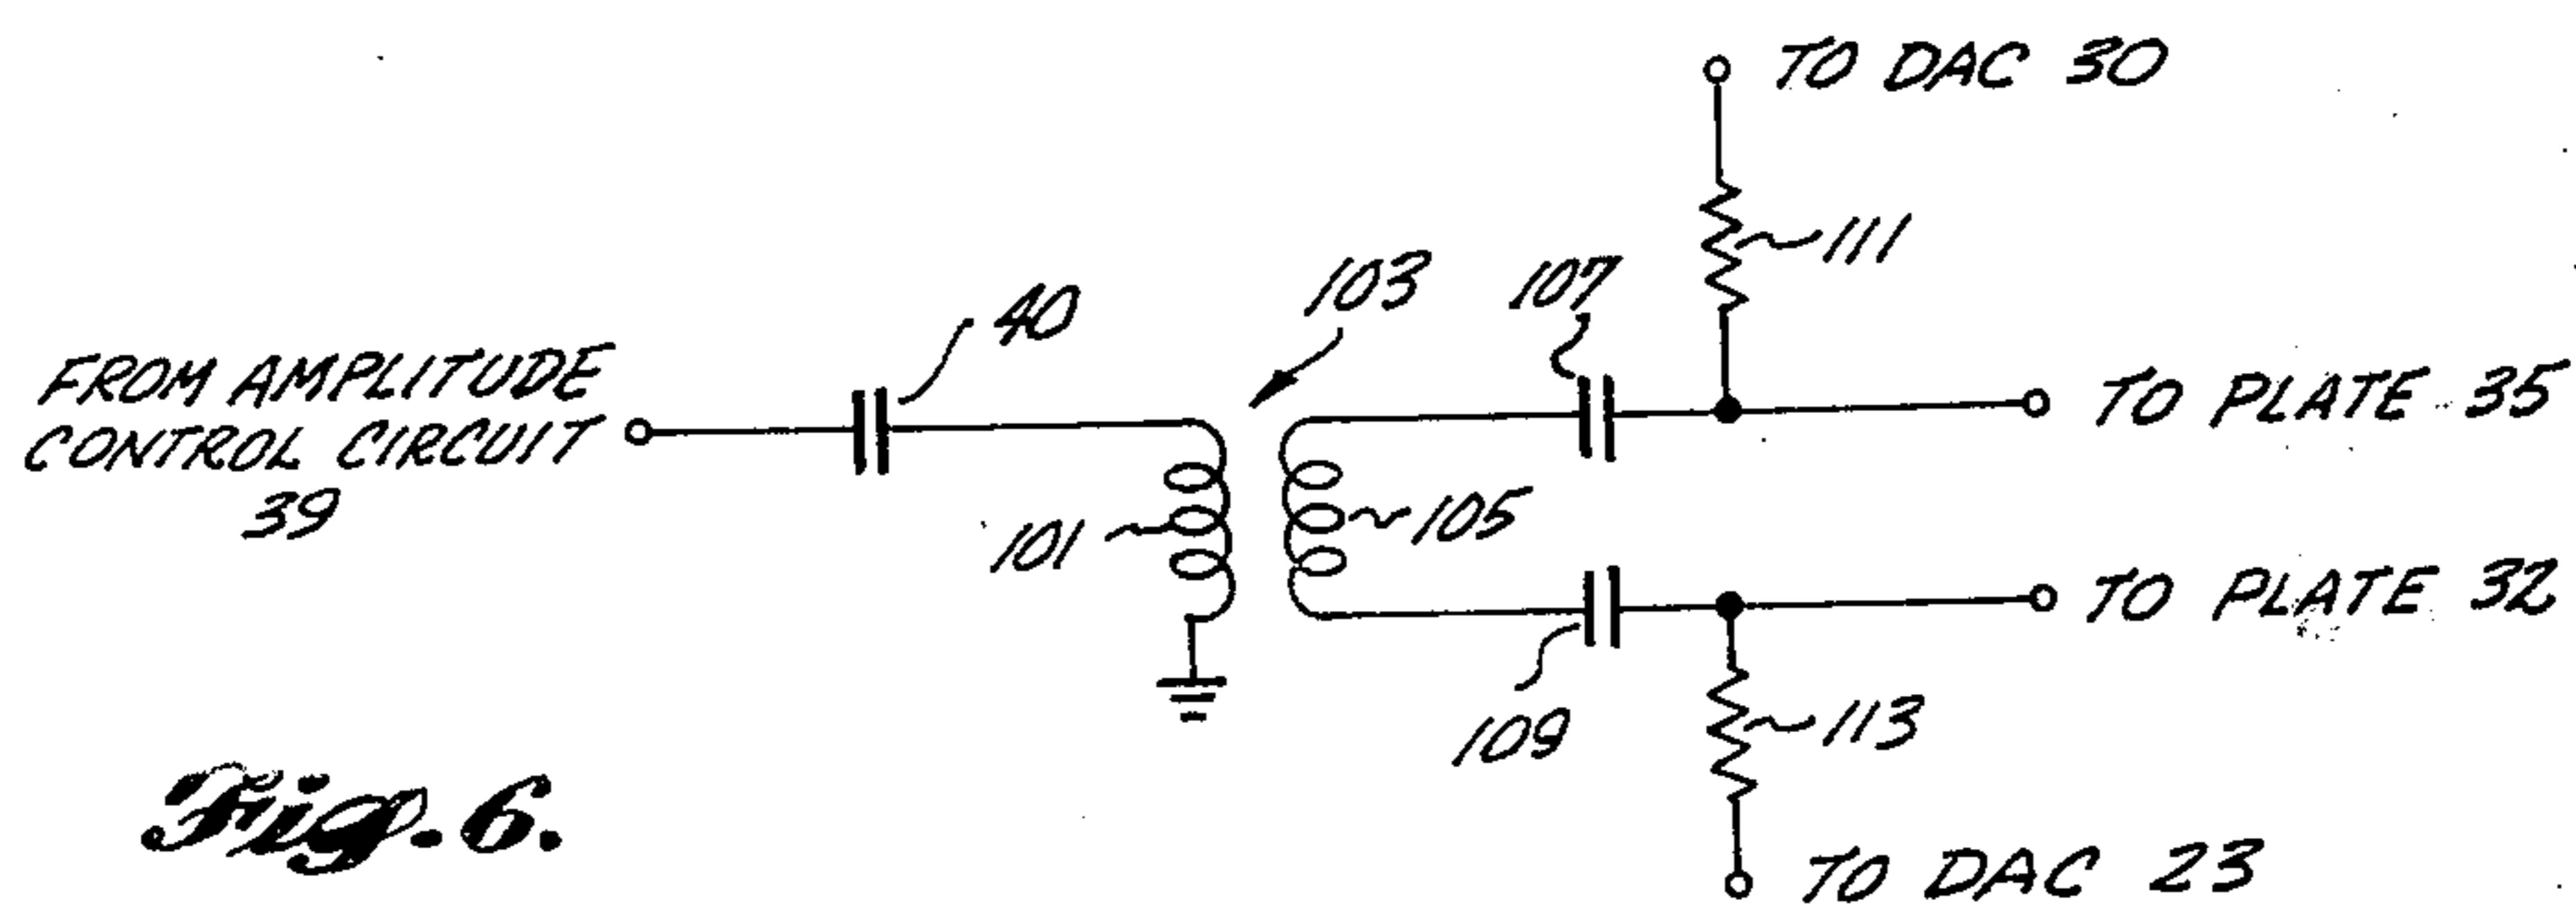 TO DAC 30
111
103
107
40
FROM AMPLITUDE
CONTROL CIRCUIT
39
TO PLATE 35
101
105
TO PLATE 32
109
113
TO DAC 23
Fig. 6.